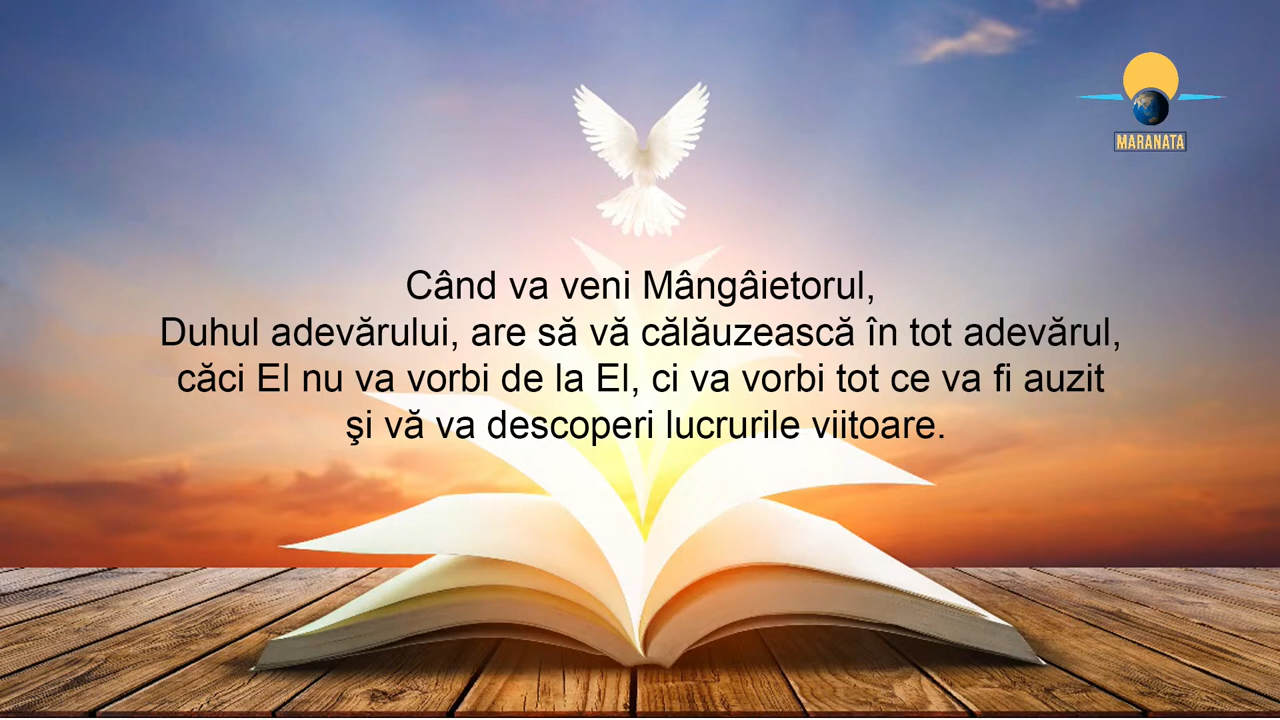 MARANATA
Când va veni Mângâietorul,
Duhul adevărului, are să vă călăuzească în tot adevărul,
căci El nu va vorbi de la El, ci va vorbi tot ce va fi auzit
şi vă va descoperi lucrurile viitoare.